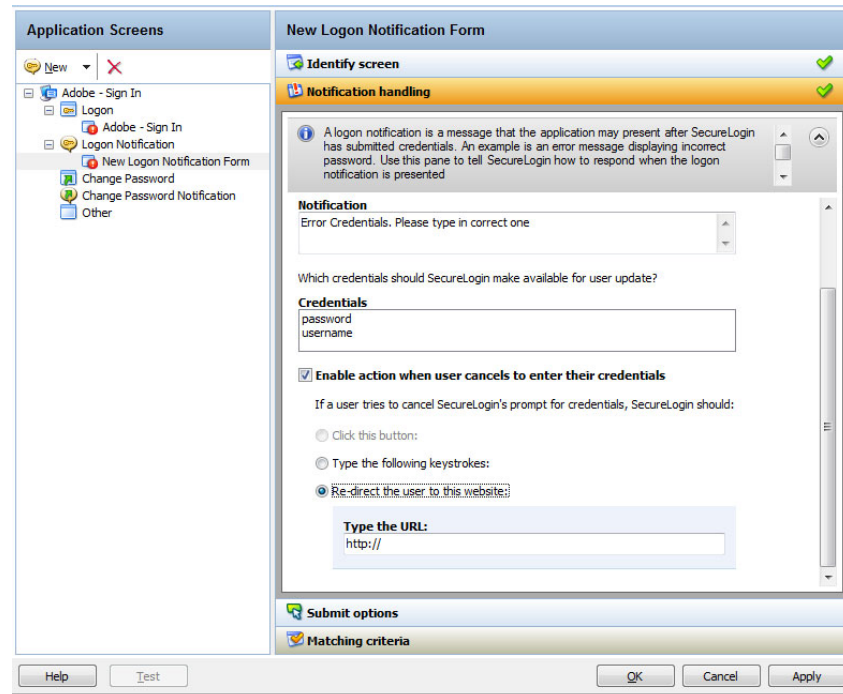 Application Screens
New
Adobe - Sign In
Logon
Adobe - Sign In
Logon Notification
New Logon Notification Form
Change Password
Change Password Notification
Other
New Logon Notification Form
Identify screen
Notification handling
A logon notification is a message that the application may present after SecureLogin
has submitted credentials. An example is an error message displaying incorrect
password. Use this pane to tell SecureLogin how to respond when the logon
notification is presented
Notification
Error Credentials. Please type in correct one
Which credentials should SecureLogin make available for user update?
Credentials
password
username
Enable action when user cancels to enter their credentials
If a user tries to cancel SecureLogin's prompt for credentials, SecureLogin should:
Click this button:
Type the following keystrokes:
Re-direct the user to this website:
Type the URL:
http://
Submit options
Matching criteria
Help
Test
OK
Cancel
Apply